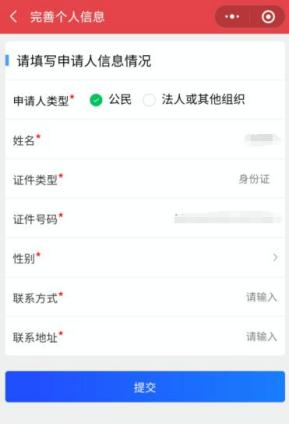 完善个人信息
请填写申请人信息情况
申请人类型* 公民 法人或其他组织
姓名*
证件类型* 身份证
证件号码*
性别*
联系方式* 请输入
联系地址* 请输入
提交